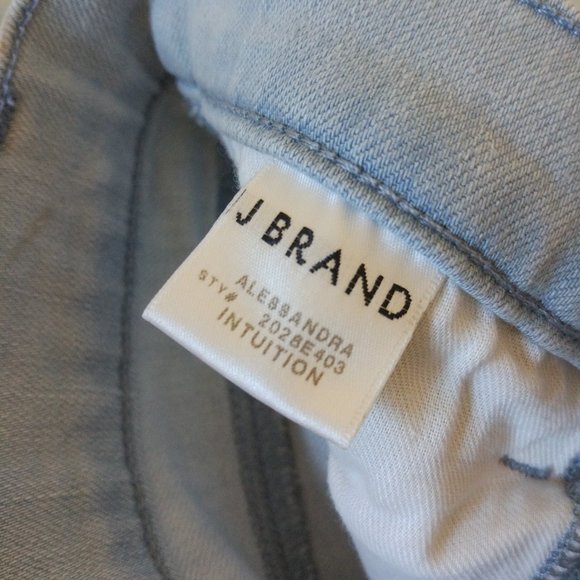 J BRAND
ALESSANDRA
STY# 2028E403
INTUITION